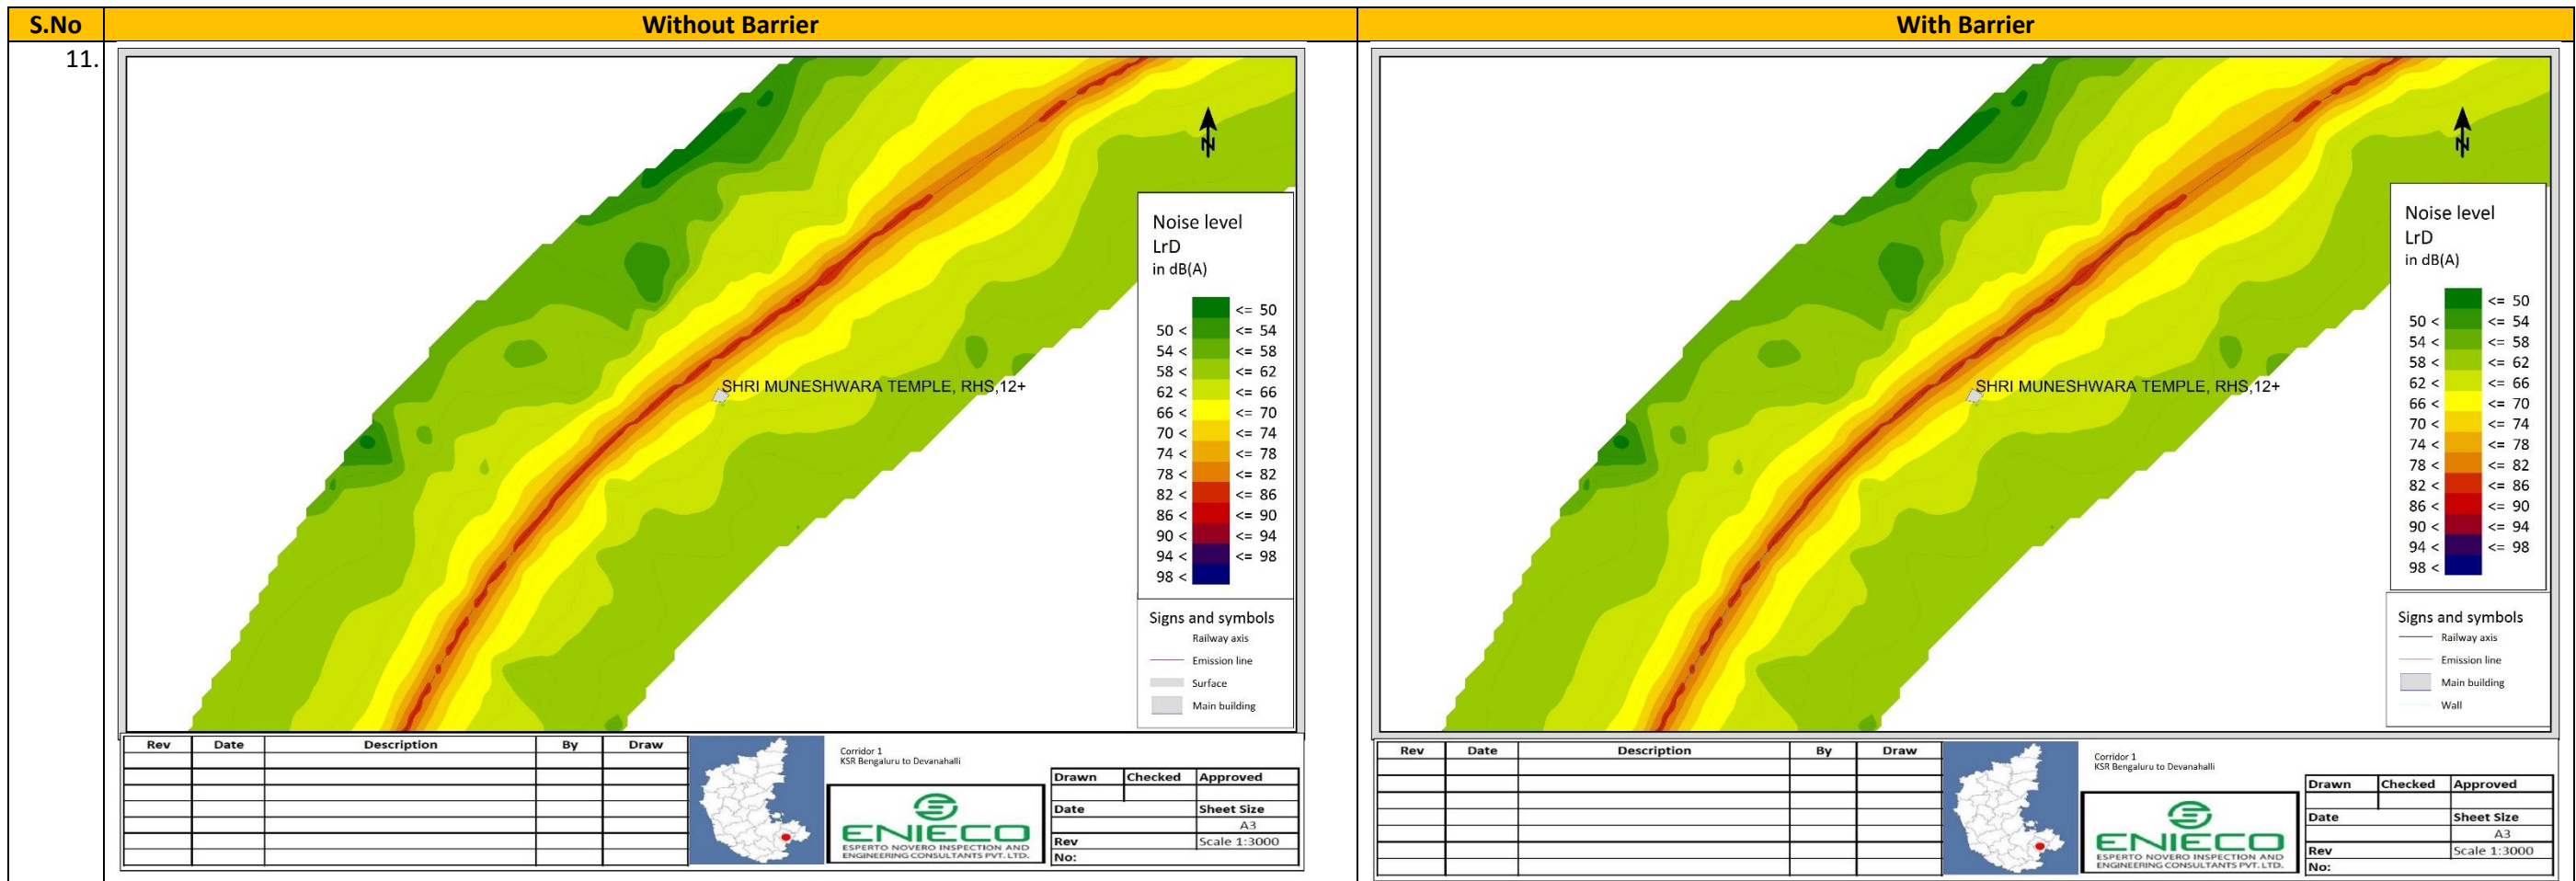 S.No Without Barrier With Barrier
11.
N
SHRI MUNESHWARA TEMPLE, RHS,12+
Noise level
LrD
in dB(A)
<= 50
50 < <= 54
54 < <= 58
58 < <= 62
62 < <= 66
66 < <= 70
70 < <= 74
74 < <= 78
78 < <= 82
82 < <= 86
86 < <= 90
90 < <= 94
94 < <= 98
98 <
Signs and symbols
Railway axis
Emission line
Surface
Main building
Rev Date Description By Draw
Corridor 1
KSR Bengaluru to Devanahalli
ENIECO
ESPERTO NOVERO INSPECTION AND
ENGINEERING CONSULTANTS PVT. LTD.
Drawn Checked Approved
Date Sheet Size
A3
Rev Scale 1:3000
No:
N
SHRI MUNESHWARA TEMPLE, RHS,12+
Noise level
LrD
in dB(A)
<= 50
50 < <= 54
54 < <= 58
58 < <= 62
62 < <= 66
66 < <= 70
70 < <= 74
74 < <= 78
78 < <= 82
82 < <= 86
86 < <= 90
90 < <= 94
94 < <= 98
98 <
Signs and symbols
Railway axis
Emission line
Main building
Wall
Rev Date Description By Draw
Corridor 1
KSR Bengaluru to Devanahalli
ENIECO
ESPERTO NOVERO INSPECTION AND
ENGINEERING CONSULTANTS PVT. LTD.
Drawn Checked Approved
Date Sheet Size
A3
Rev Scale 1:3000
No: